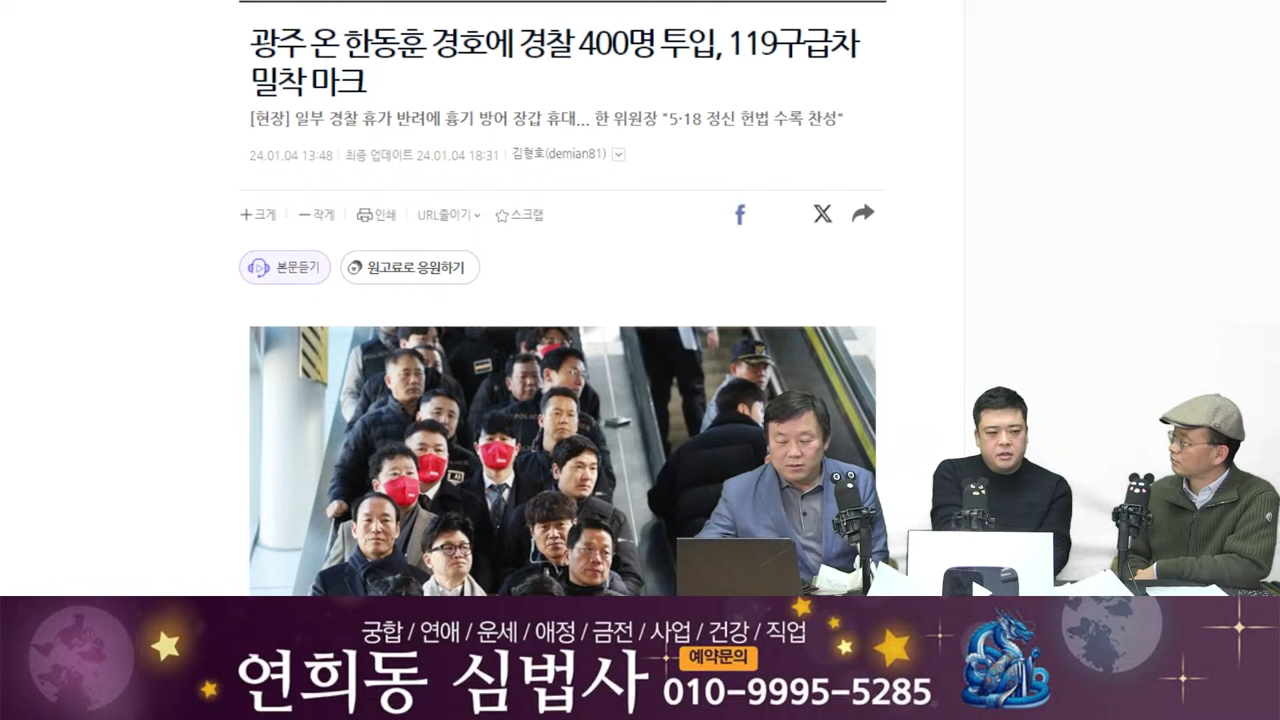 광주 온 한동훈 경호에 경찰 400명 투입, 119구급차
밀착 마크
[현장] 일부 경찰 휴가 반려에 흉기 방어 장갑 휴대... 한 위원장 "5·18 정신 헌법 수록 찬성"
24.01.04 13:48 | 최종 업데이트 24.01.04 18:31 | 김형호(demian81)
+크게 | —작게 | 인쇄 | URL줄이기 스크랩
본문듣기 원고료로 응원하기
궁합 / 연애 / 운세 / 애정 / 금전 / 사업 / 건강 / 직업
연희동 심법사 예약문의
010-9995-5285